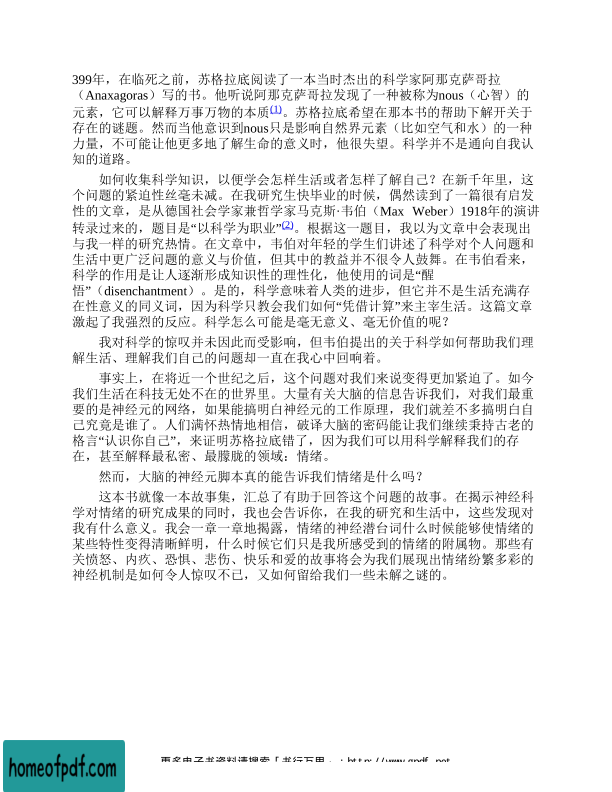 399年，在临死之前，苏格拉底阅读了一本当时杰出的科学家阿那克萨哥拉
（Anaxagoras）写的书。他听说阿那克萨哥拉发现了一种被称为nous（心智）的
元素，它可以解释万事万物的本质(1)。苏格拉底希望在那本书的帮助下解开关于
存在的谜题。然而当他意识到nous只是影响自然界元素（比如空气和水）的一种
力量，不可能让他更多地了解生命的意义时，他很失望。科学并不是通向自我认
知的道路。
如何收集科学知识，以便学会怎样生活或者怎样了解自己？在新千年里，这
个问题的紧迫性丝毫未减。在我研究生快毕业的时候，偶然读到了一篇很有启发
性的文章，是从德国社会学家兼哲学家马克斯·韦伯（Max Weber）1918年的演讲
转录过来的，题目是“以科学为职业”(2)。根据这一题目，我以为文章中会表现出
与我一样的研究热情。在文章中，韦伯对年轻的学生们讲述了科学对个人问题和
生活中更广泛问题的意义与价值，但其中的教益并不很令人鼓舞。在韦伯看来，
科学的作用是让人逐渐形成知识性的理性化，他使用的词是“醒
悟”（disenchantment）。是的，科学意味着人类的进步，但它并不是生活充满存
在性意义的同义词，因为科学只教会我们如何“凭借计算”来主宰生活。这篇文章
激起了我强烈的反应。科学怎么可能是毫无意义、毫无价值的呢？
我对科学的惊叹并未因此而受影响，但韦伯提出的关于科学如何帮助我们理
解生活、理解我们自己的问题却一直在我心中回响着。
事实上，在将近一个世纪之后，这个问题对我们来说变得更加紧迫了。如今
我们生活在科技无处不在的世界里。大量有关大脑的信息告诉我们，对我们最重
要的是神经元的网络，如果能搞明白神经元的工作原理，我们就差不多搞明白自
己究竟是谁了。人们满怀热情地相信，破译大脑的密码能让我们继续秉持古老的
格言“认识你自己”，来证明苏格拉底错了，因为我们可以用科学解释我们的存
在，甚至解释最私密、最朦胧的领域：情绪。
然而，大脑的神经元脚本真的能告诉我们情绪是什么吗？
这本书就像一本故事集，汇总了有助于回答这个问题的故事。在揭示神经科
学对情绪的研究成果的同时，我也会告诉你，在我的研究和生活中，这些发现对
我有什么意义。我会一章一章地揭露，情绪的神经潜台词什么时候能够使情绪的
某些特性变得清晰鲜明，什么时候它们只是我所感受到的情绪的附属物。那些有
关愤怒、内疚、恐惧、悲伤、快乐和爱的故事将会为我们展现出情绪纷繁多彩的
神经机制是如何令人惊叹不已，又如何留给我们一些未解之谜的。
更多电子书资料请搜索「书行万里」：http://www.gpdf.net
homeofpdf.com